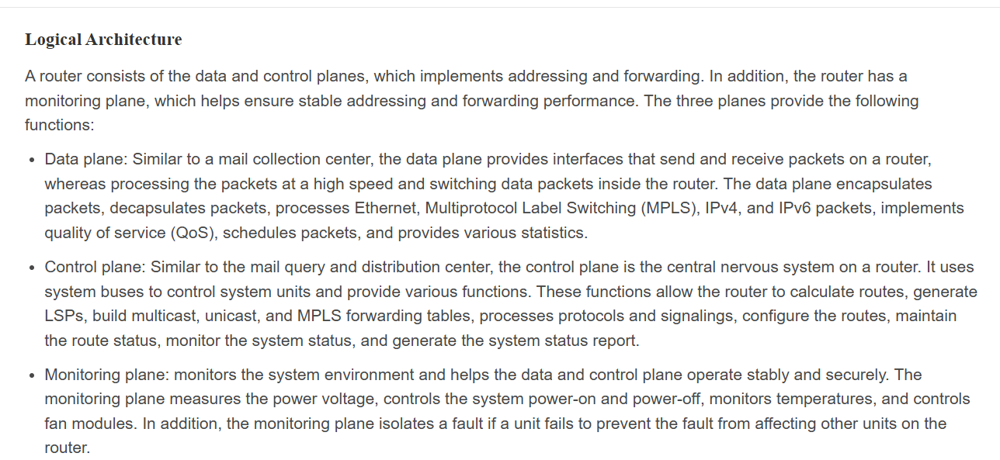 Logical Architecture
A router consists of the data and control planes, which implements addressing and forwarding. In addition, the router has a
monitoring plane, which helps ensure stable addressing and forwarding performance. The three planes provide the following
functions:
• Data plane: Similar to a mail collection center, the data plane provides interfaces that send and receive packets on a router,
whereas processing the packets at a high speed and switching data packets inside the router. The data plane encapsulates
packets, decapsulates packets, processes Ethernet, Multiprotocol Label Switching (MPLS), IPv4, and IPv6 packets, implements
quality of service (QoS), schedules packets, and provides various statistics.
• Control plane: Similar to the mail query and distribution center, the control plane is the central nervous system on a router. It uses
system buses to control system units and provide various functions. These functions allow the router to calculate routes, generate
LSPs, build multicast, unicast, and MPLS forwarding tables, processes protocols and signalings, configure the routes, maintain
the route status, monitor the system status, and generate the system status report.
• Monitoring plane: monitors the system environment and helps the data and control plane operate stably and securely. The
monitoring plane measures the power voltage, controls the system power-on and power-off, monitors temperatures, and controls
fan modules. In addition, the monitoring plane isolates a fault if a unit fails to prevent the fault from affecting other units on the
router.